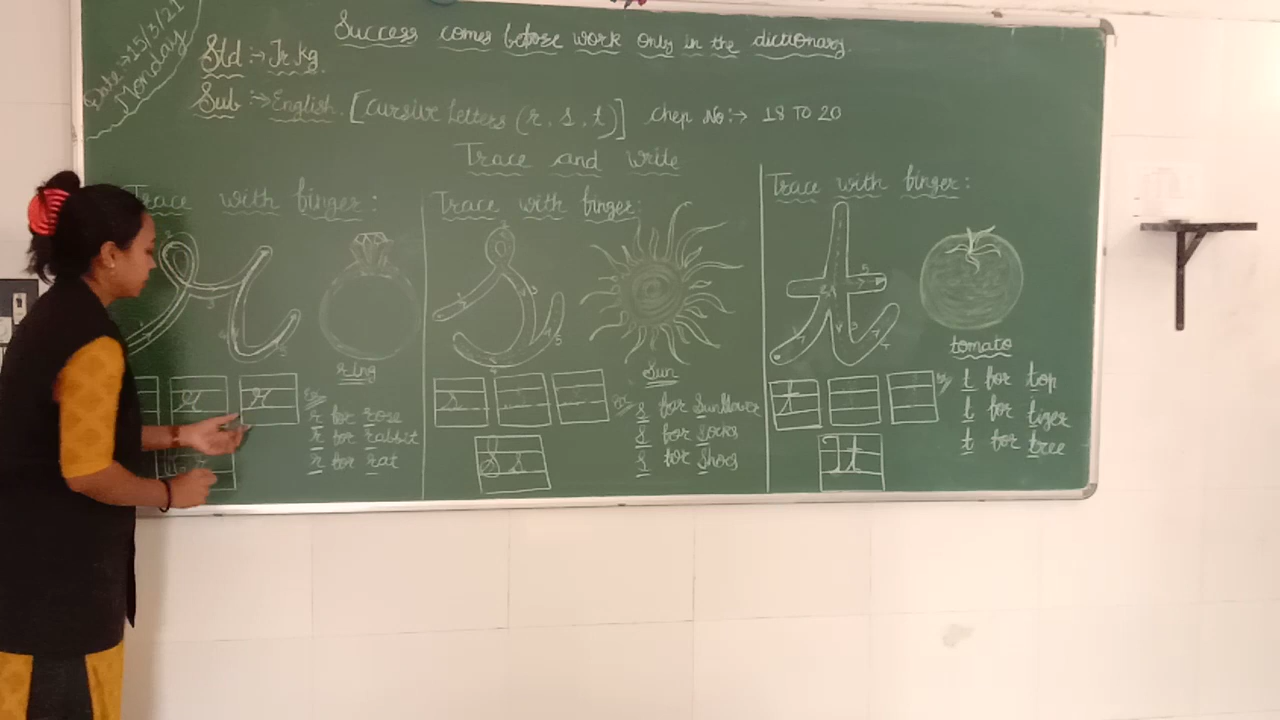 Date :→ 15/3/21
Monday
Success comes before work only in the dictionary.
Std :→ Jr.kg.
Sub :→ English. [cursive letters (r, s, t)] chep No:→ 18 TO 20
Trace and write
Trace with finger:
ring
r for rose
r for rabbit
r for rat
Trace with finger:
Sun
s for Sunflower
s for Socks
s for Shoes
S s
Trace with finger:
tomato
t for top
t for tiger
t for tree
T t